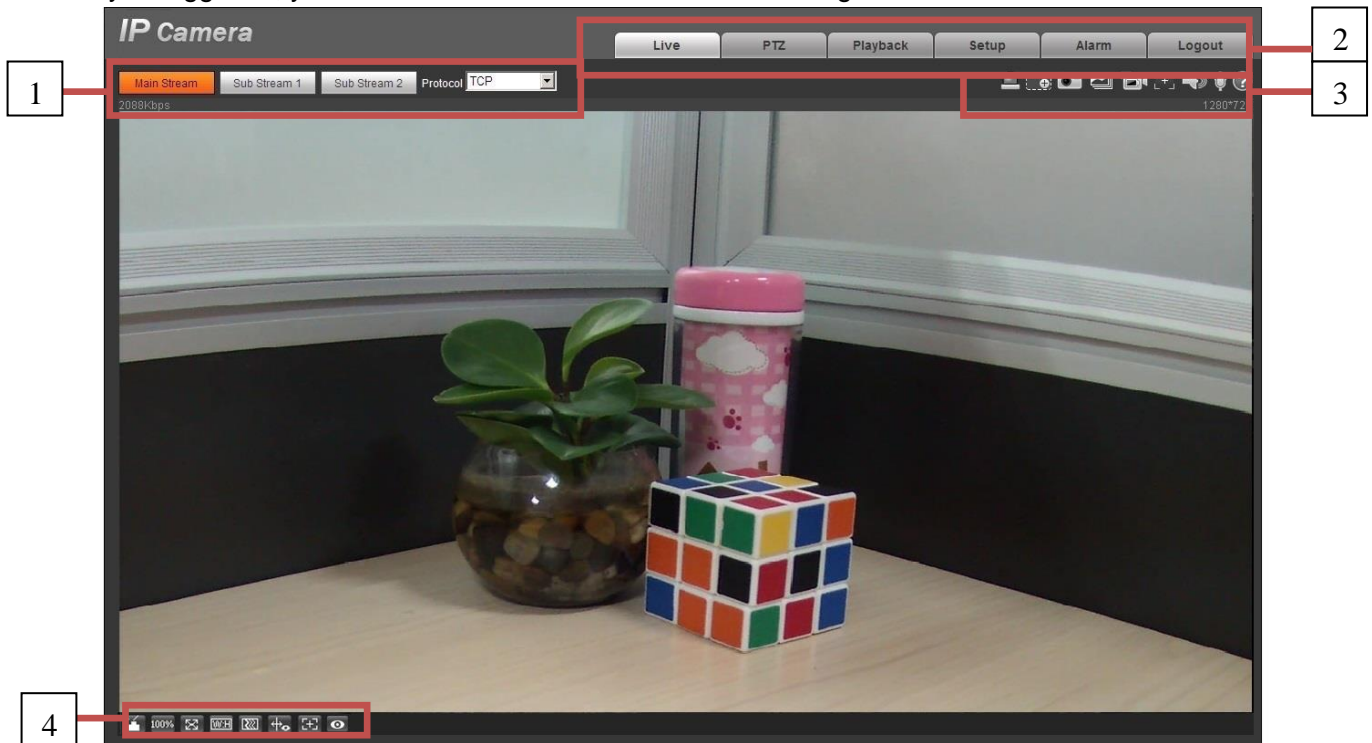 IP Camera
Live PTZ Playback Setup Alarm Logout
2
1
Main Stream Sub Stream 1 Sub Stream 2 Protocol TCP
3
2088Kbps
4
100% W:H